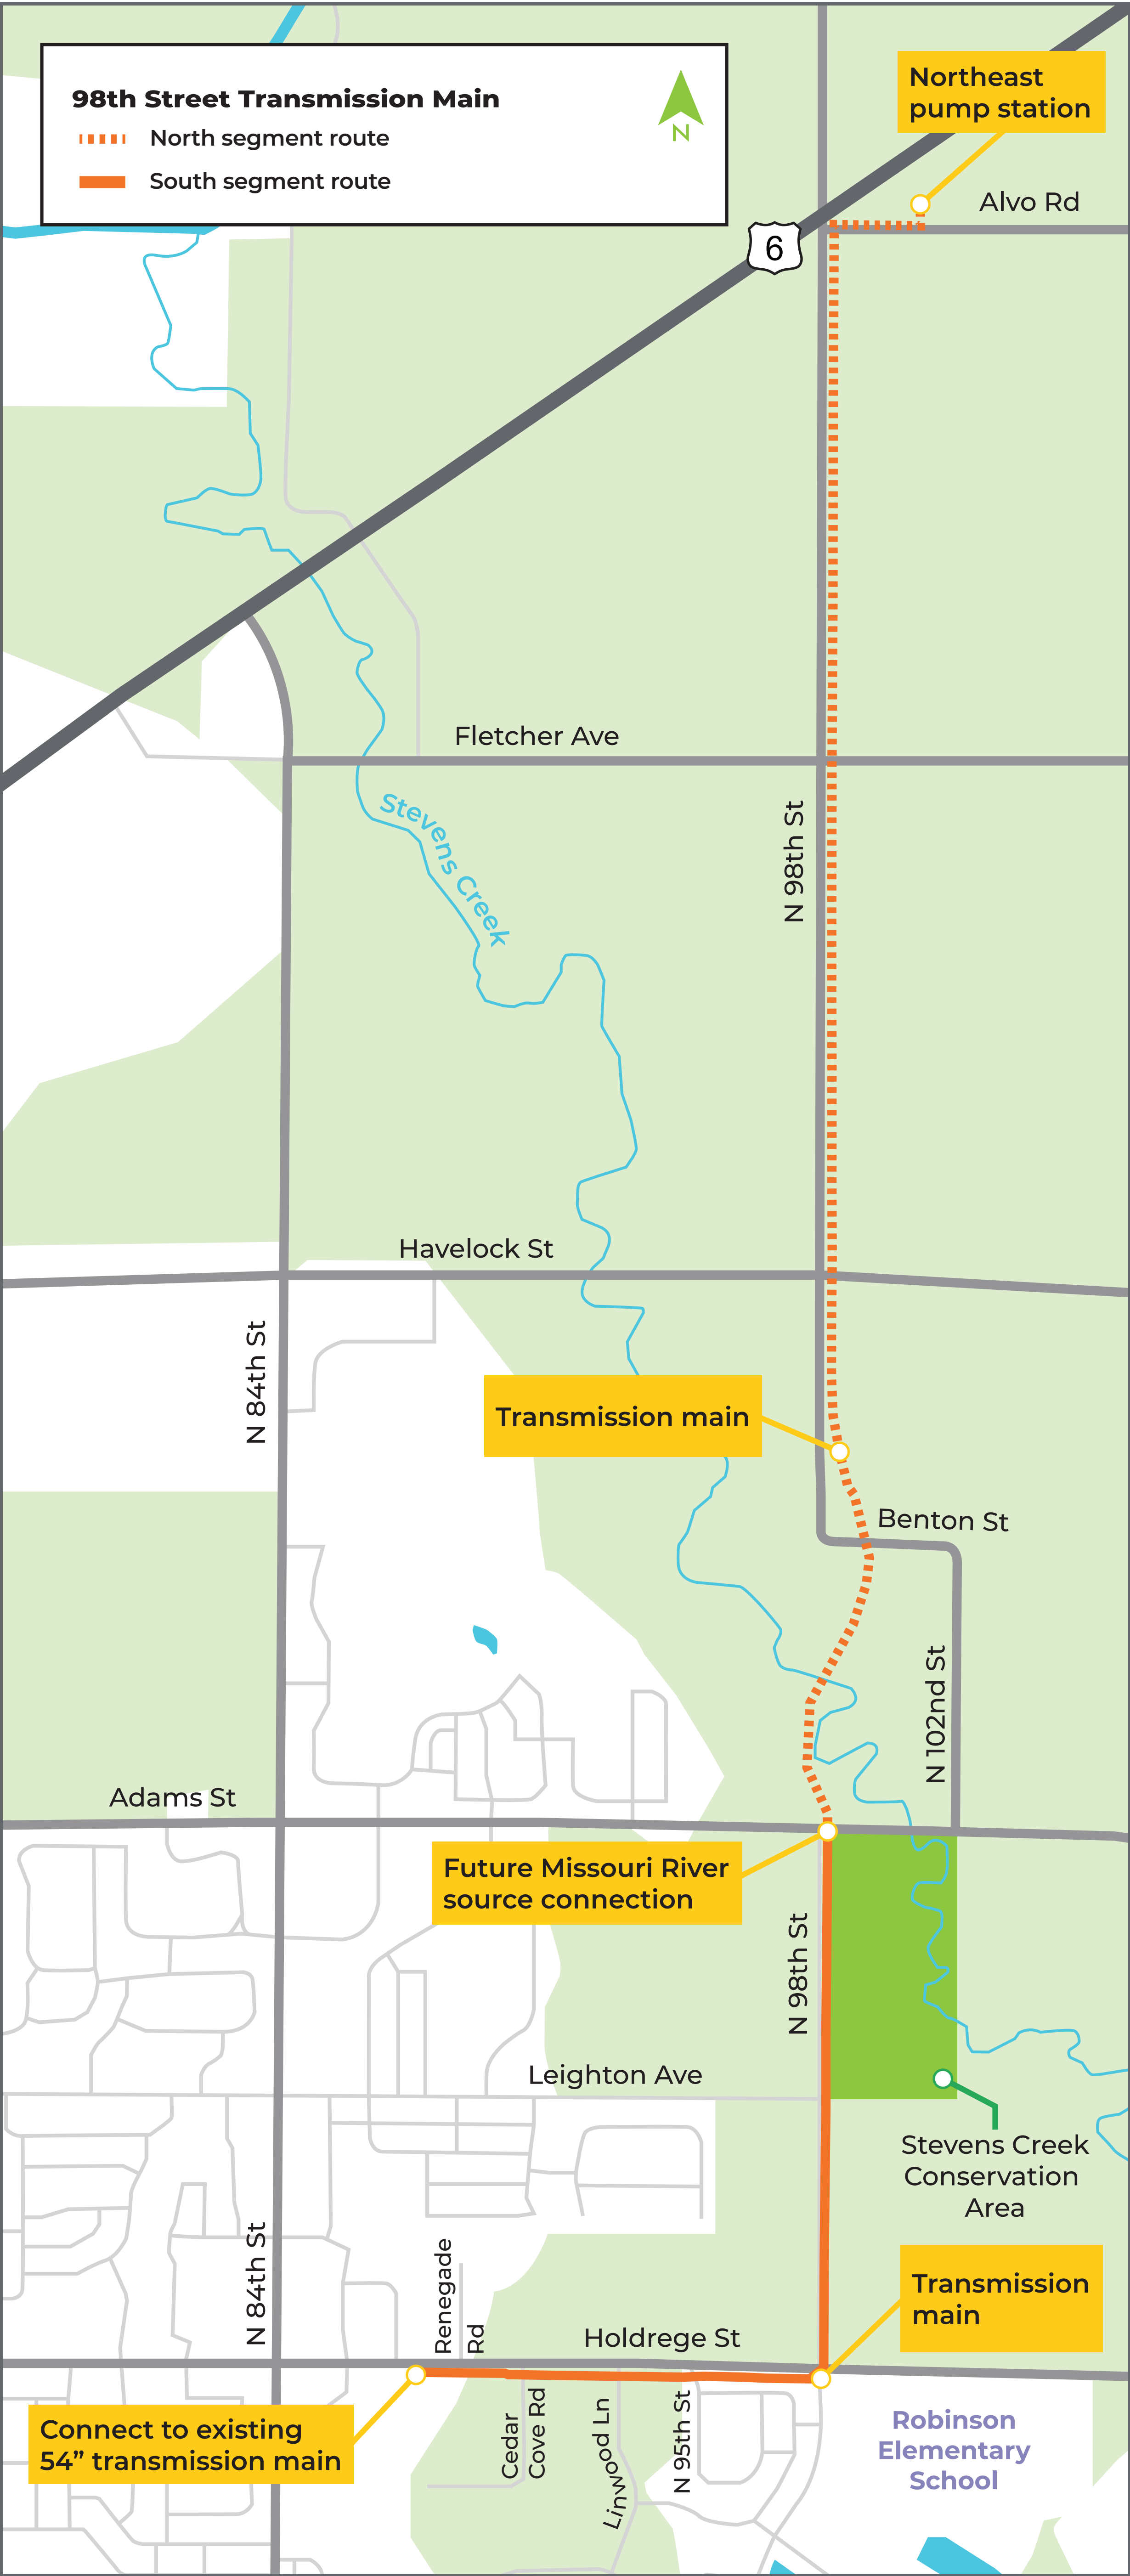 98th Street Transmission Main
North segment route
South segment route
N
Northeast
pump station
Alvo Rd
6
Fletcher Ave
Stevens Creek
N 98th St
Havelock St
N 84th St
Transmission main
Benton St
N 102nd St
Adams St
Future Missouri River
source connection
N 98th St
Leighton Ave
Stevens Creek
Conservation
Area
N 84th St
Renegade
Rd
Holdrege St
Transmission
main
Connect to existing
54” transmission main
Cedar
Cove Rd
Linwood Ln
N 95th St
Robinson
Elementary
School